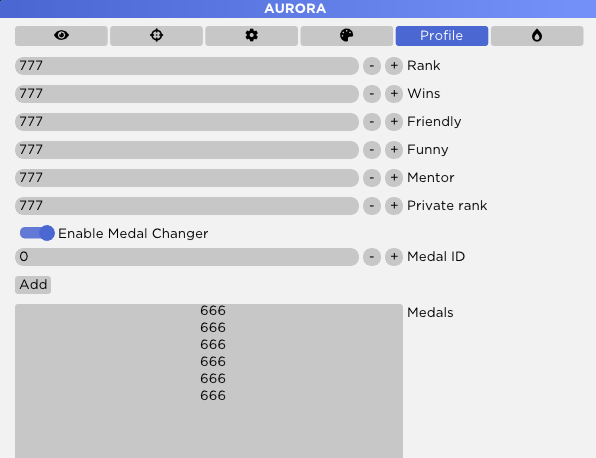 AURORA
Profile
777 - + Rank
777 - + Wins
777 - + Friendly
777 - + Funny
777 - + Mentor
777 - + Private rank
Enable Medal Changer
0 - + Medal ID
Add
Medals
666
666
666
666
666
666